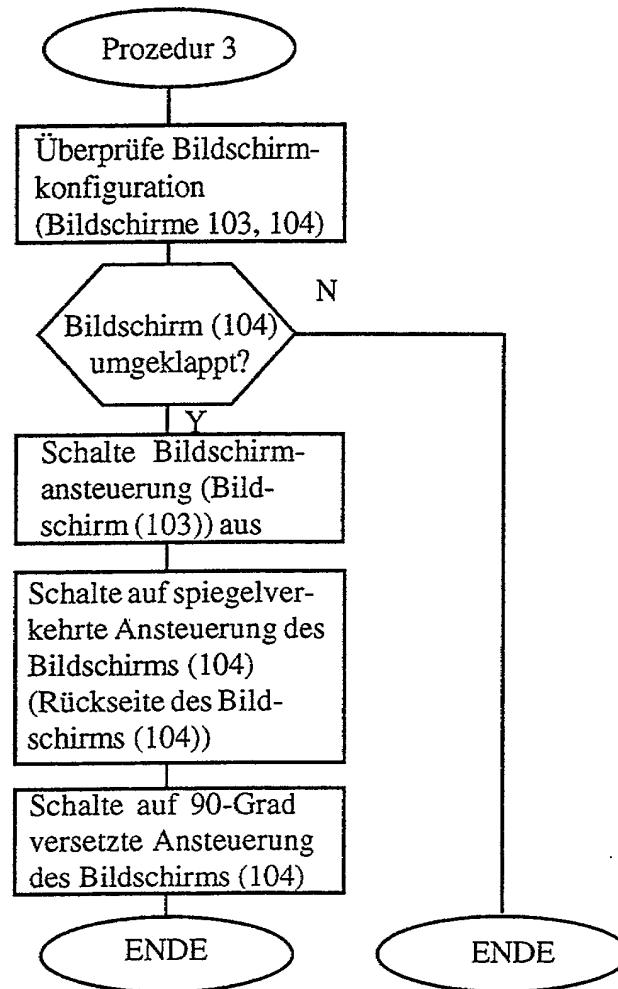 Prozedur 3
Überprüfe Bildschirm-
konfiguration
(Bildschirme 103, 104)
N
Bildschirm (104)
umgeklappt?
Y
Schalte Bildschirm-
ansteuerung (Bild-
schirm (103)) aus
Schalte auf spiegelver-
kehrte Ansteuerung des
Bildschirms (104)
(Rückseite des Bild-
schirms (104))
Schalte auf 90-Grad
versetzte Ansteuerung
des Bildschirms (104)
ENDE
ENDE